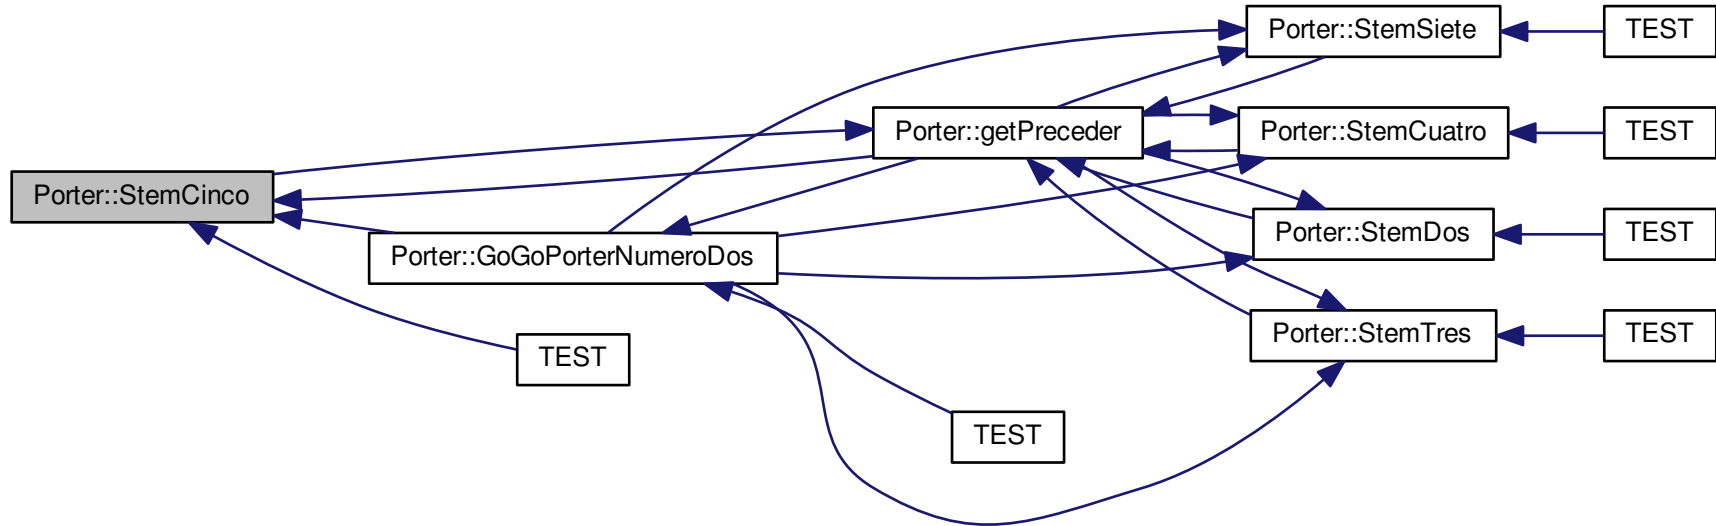 Porter::StemSiete
TEST
Porter::getPreceder
Porter::StemCuatro
TEST
Porter::StemCinco
Porter::GoGoPorterNumeroDos
Porter::StemDos
TEST
Porter::StemTres
TEST
TEST
TEST